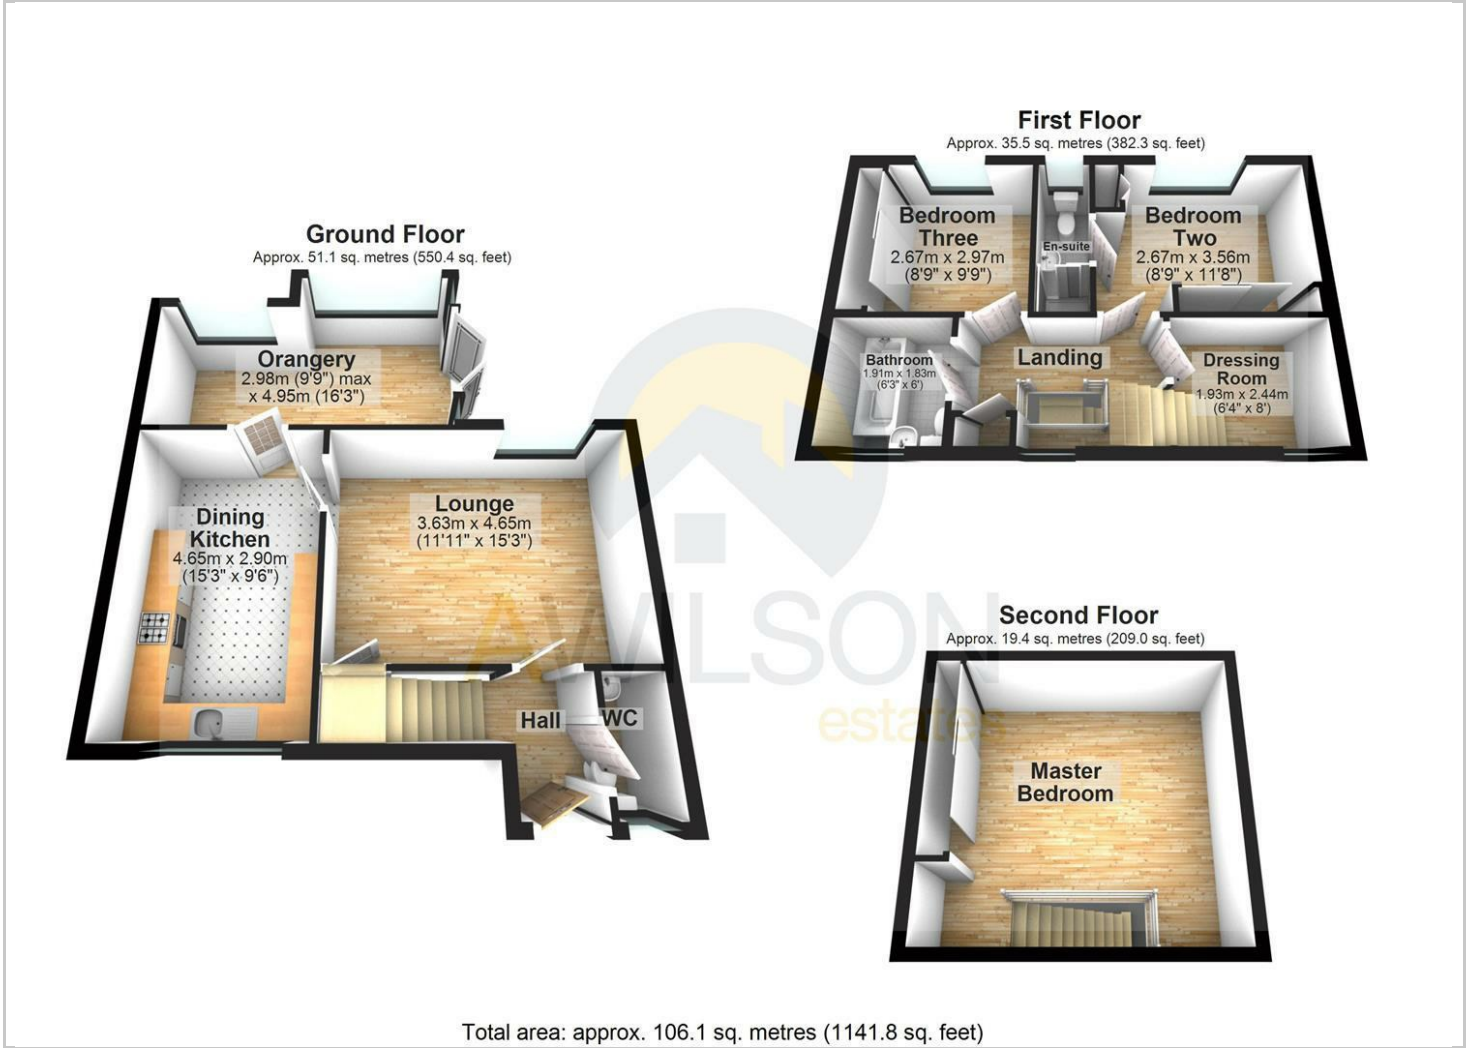 First Floor
Approx. 35.5 sq. metres (382.3 sq. feet)
Bedroom
Three
2.67m x 2.97m
(8'9" x 9'9")
En-suite
Bedroom
Two
2.67m x 3.56m
(8'9" x 11'8")
Bathroom
1.91m x 1.83m
(6'3" x 6')
Landing
Dressing
Room
1.93m x 2.44m
(6'4" x 8')
Ground Floor
Approx. 51.1 sq. metres (550.4 sq. feet)
Orangery
2.98m (9'9") max
x 4.95m (16'3")
Lounge
3.63m x 4.65m
(11'11" x 15'3")
Dining
Kitchen
4.65m x 2.90m
(15'3" x 9'6")
Hall
WC
AWILSON
estates
Second Floor
Approx. 19.4 sq. metres (209.0 sq. feet)
Master
Bedroom
Total area: approx. 106.1 sq. metres (1141.8 sq. feet)